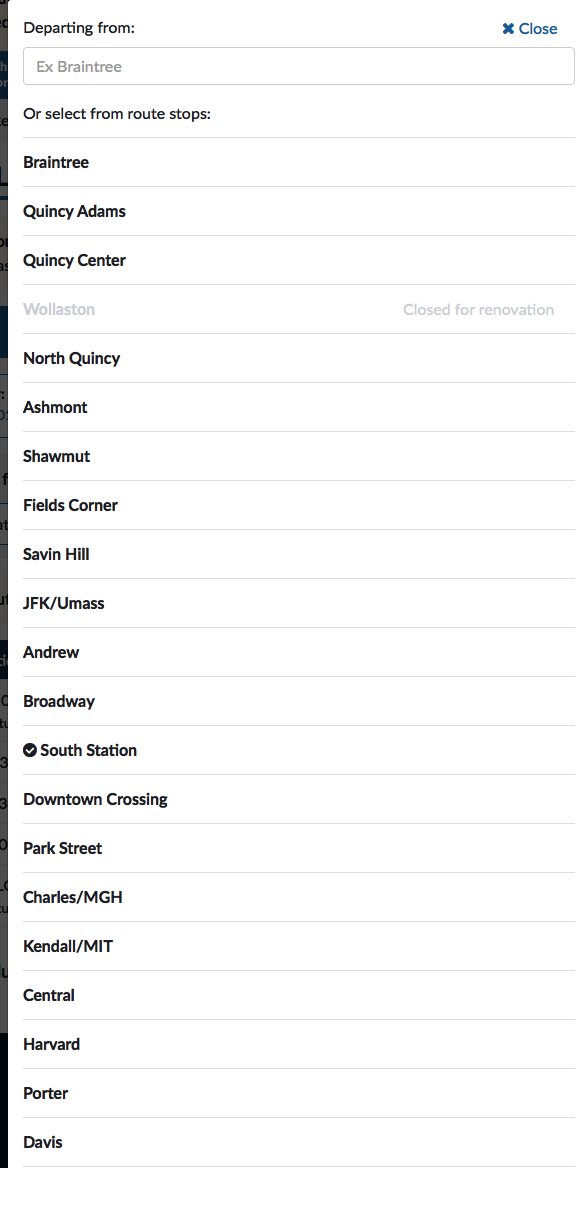 Departing from:
Close
Ex Braintree
Or select from route stops:
Braintree
Quincy Adams
Quincy Center
Wollaston Closed for renovation
North Quincy
Ashmont
Shawmut
Fields Corner
Savin Hill
JFK/Umass
Andrew
Broadway
South Station
Downtown Crossing
Park Street
Charles/MGH
Kendall/MIT
Central
Harvard
Porter
Davis